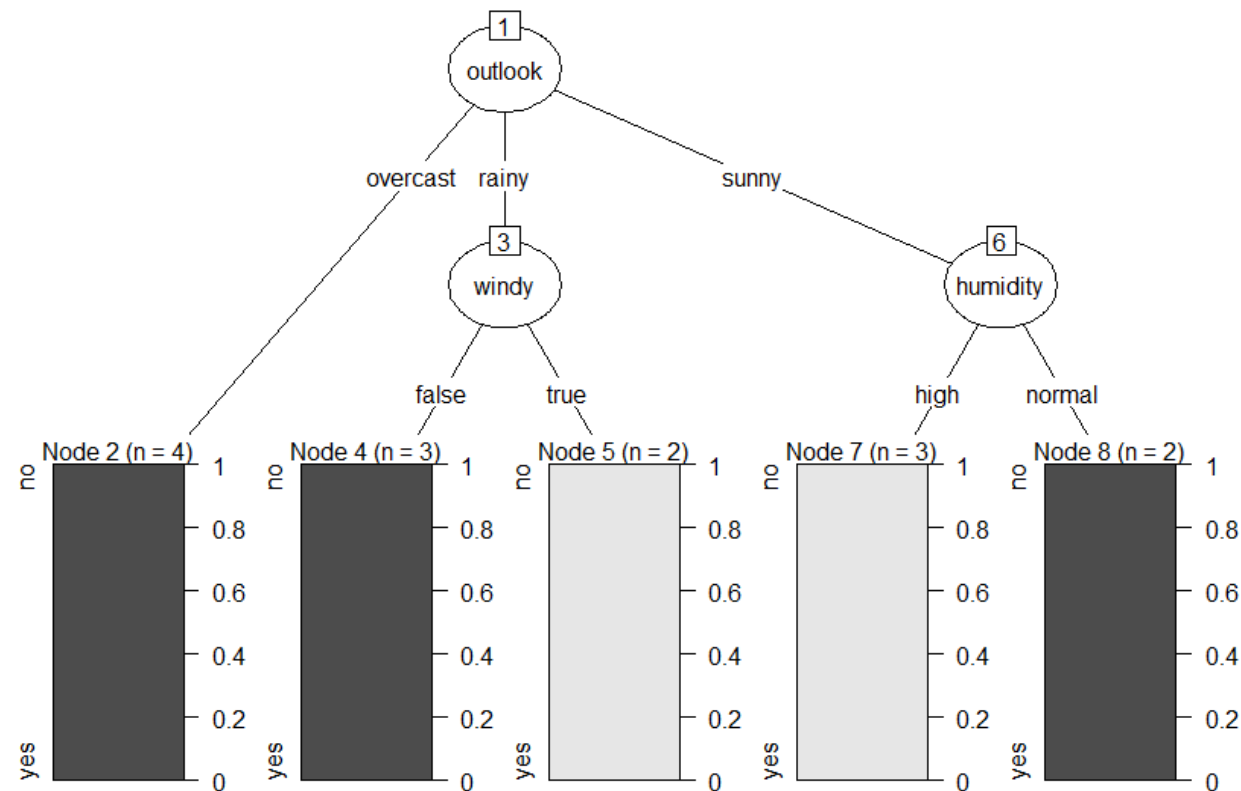 1
outlook
overcast rainy sunny
3 6
windy humidity
false true high normal
Node 2 (n = 4) Node 4 (n = 3) Node 5 (n = 2) Node 7 (n = 3) Node 8 (n = 2)
no 1 no 1 no 1 no 1 no 1
0.8 0.8 0.8 0.8 0.8
0.6 0.6 0.6 0.6 0.6
0.4 0.4 0.4 0.4 0.4
0.2 0.2 0.2 0.2 0.2
yes 0 yes 0 yes 0 yes 0 yes 0